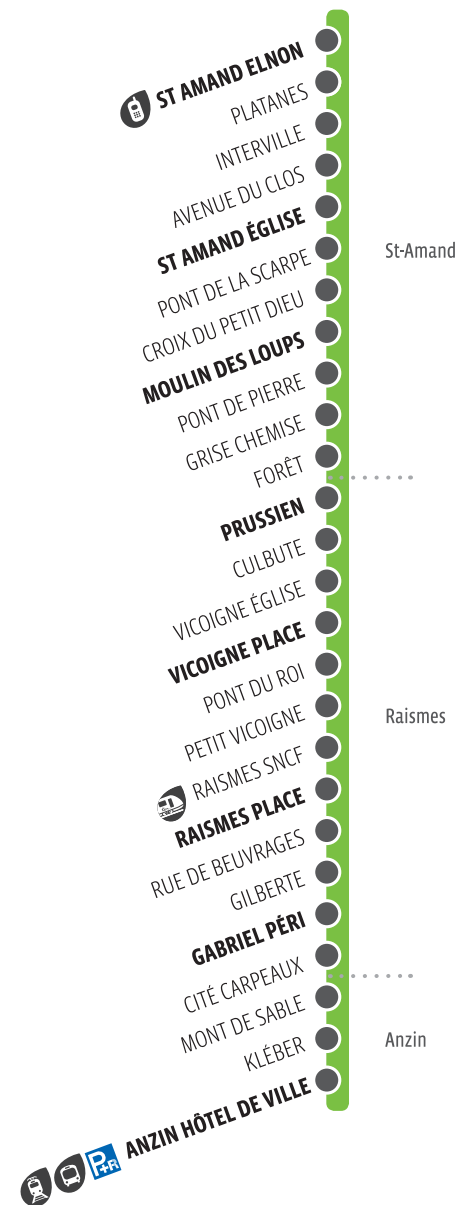 ST AMAND ELNON
PLATANES
INTERVILLE
AVENUE DU CLOS
ST AMAND ÉGLISE
PONT DE LA SCARPE
St-Amand
CROIX DU PETIT DIEU
MOULIN DES LOUPS
PONT DE PIERRE
GRISE CHEMISE
FORÊT
PRUSSIEN
CULBUTE
VICOIGNE ÉGLISE
VICOIGNE PLACE
PONT DU ROI
PETIT VICOIGNE
Raismes
RAISMES SNCF
RAISMES PLACE
RUE DE BEUVRAGES
GILBERTE
GABRIEL PÉRI
CITÉ CARPEAUX
MONT DE SABLE
Anzin
KLÉBER
P+R ANZIN HÔTEL DE VILLE